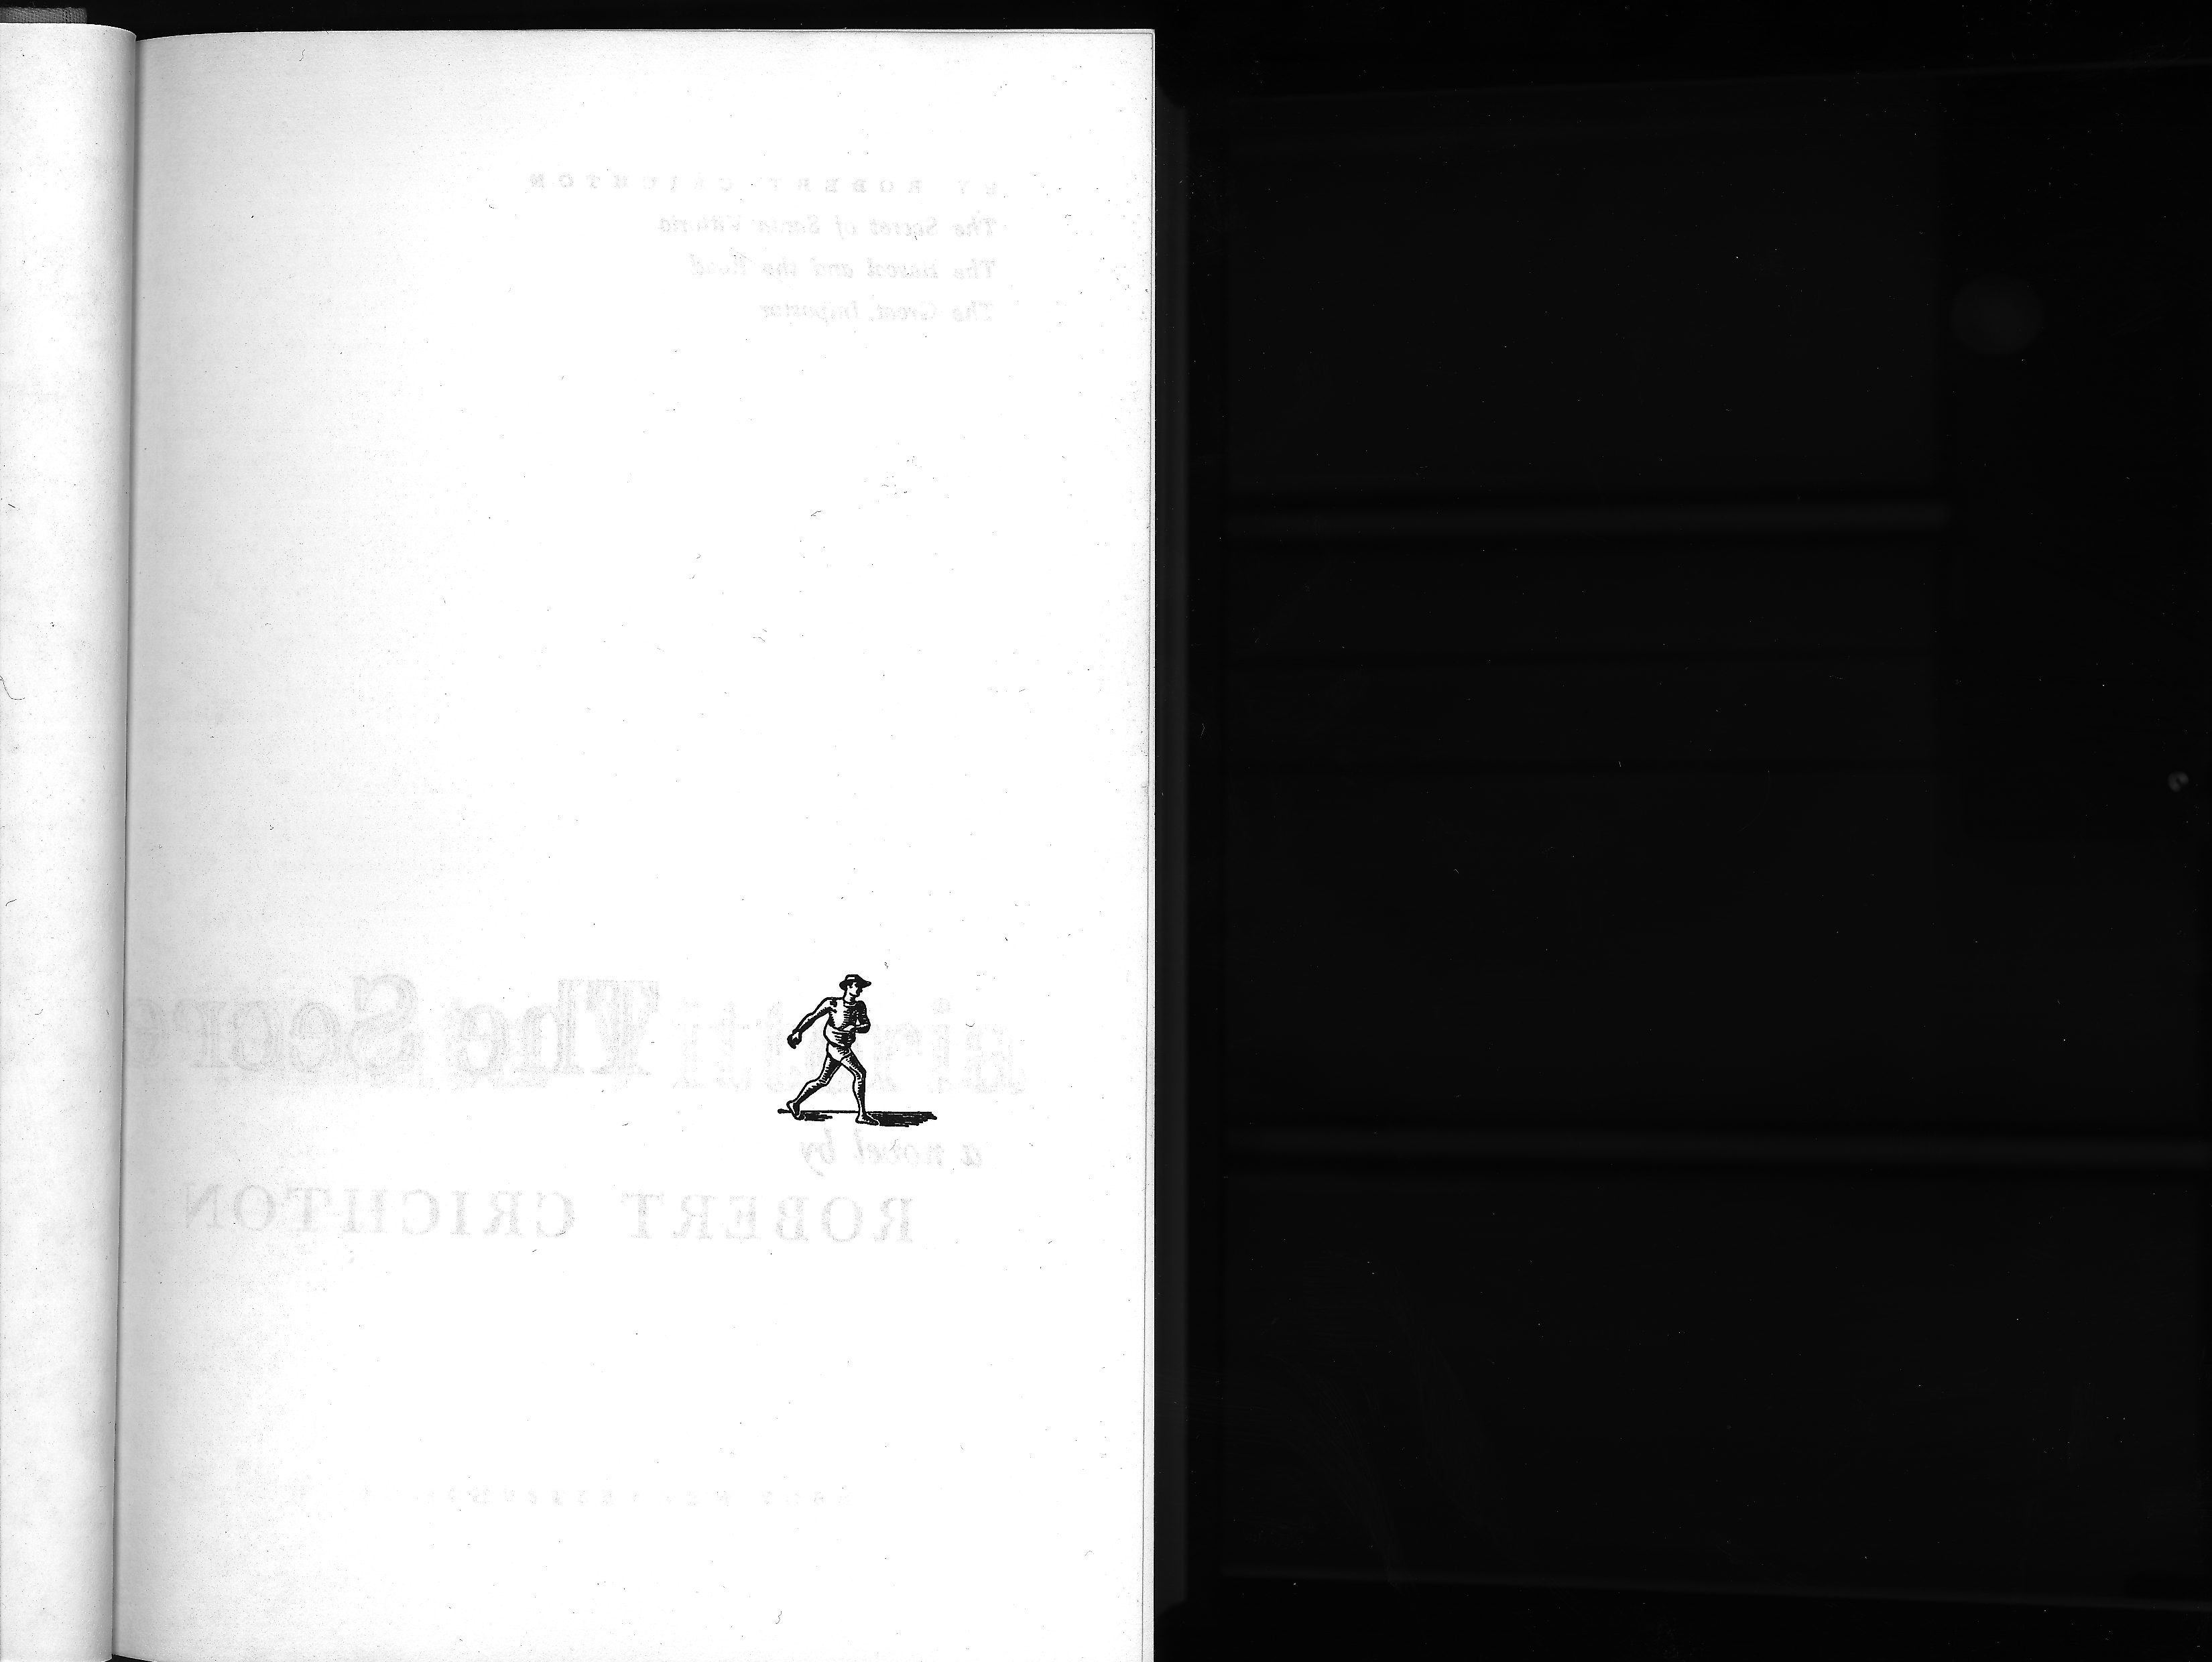 BY ROBERT CRICHTON
The Secret of Santa Vittoria
The Rascal and the Road
The Great Impostor
The Secre
a novel by
ROBERT CRICHTON